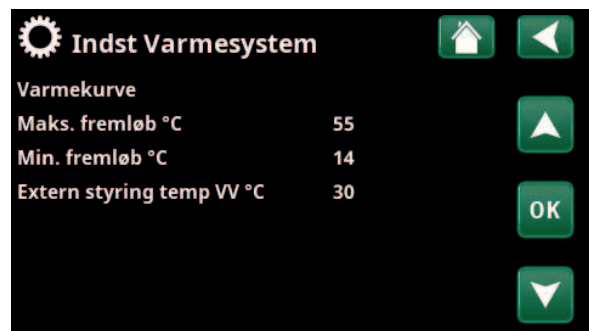 Indst Varmesystem
Varmekurve
Maks. fremløb °C 55
Min. fremløb °C 14
Extern styring temp VV °C 30
OK